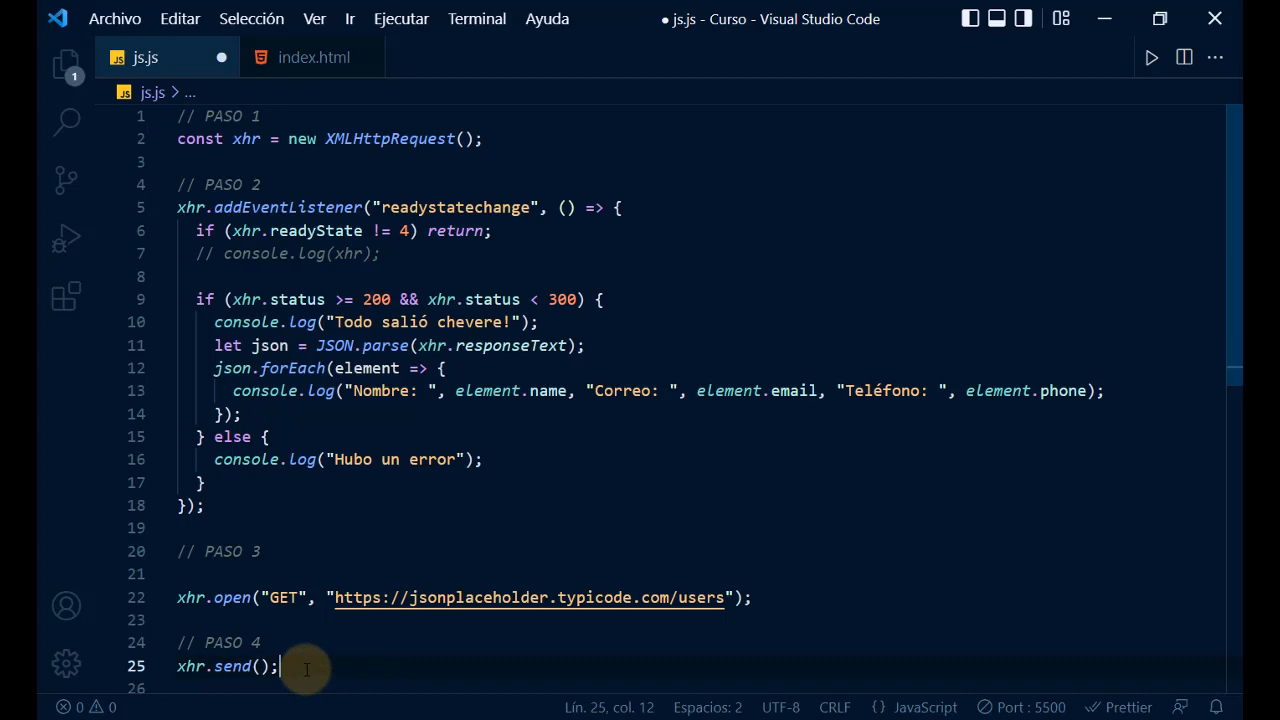 Archivo Editar Selección Ver Ir Ejecutar Terminal Ayuda ● js.js - Curso - Visual Studio Code
JS js.js ● index.html
JS js.js > ...
1 // PASO 1
2 const xhr = new XMLHttpRequest();
3
4 // PASO 2
5 xhr.addEventListener("readystatechange", () => {
6 if (xhr.readyState != 4) return;
7 // console.log(xhr);
8
9 if (xhr.status >= 200 && xhr.status < 300) {
10 console.log("Todo salió chevere!");
11 let json = JSON.parse(xhr.responseText);
12 json.forEach(element => {
13 console.log("Nombre: ", element.name, "Correo: ", element.email, "Teléfono: ", element.phone);
14 });
15 } else {
16 console.log("Hubo un error");
17 }
18 });
19
20 // PASO 3
21
22 xhr.open("GET", "https://jsonplaceholder.typicode.com/users");
23
24 // PASO 4
25 xhr.send();
26
1
0 0 Lín. 25, col. 12 Espacios: 2 UTF-8 CRLF {} JavaScript Port : 5500 Prettier